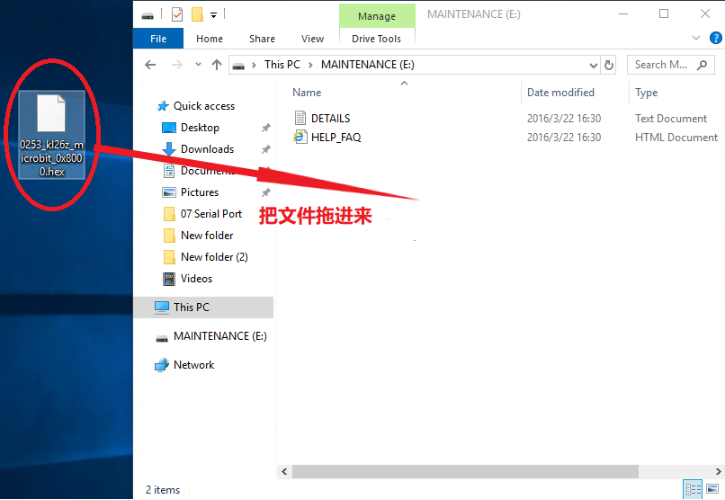 Manage
MAINTENANCE (E:)
File
Home
Share
View
Drive Tools
This PC
MAINTENANCE (E:)
Search M...
Name
Date modified
Type
Quick access
Desktop
Downloads
Documents
Pictures
07 Serial Port
New folder
New folder (2)
Videos
This PC
MAINTENANCE (E:)
Network
DETAILS
2016/3/22 16:30
Text Document
HELP_FAQ
2016/3/22 16:30
HTML Document
0253_kl26z_m
icrobit_0x800
0.hex
把文件拖进来
2 items